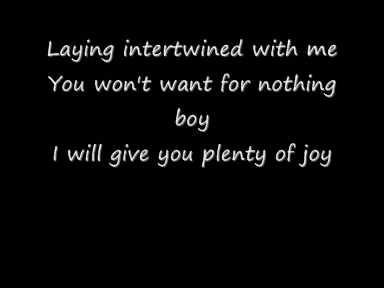 Laying intertwined with me
You won't want for nothing
boy
I will give you plenty of joy